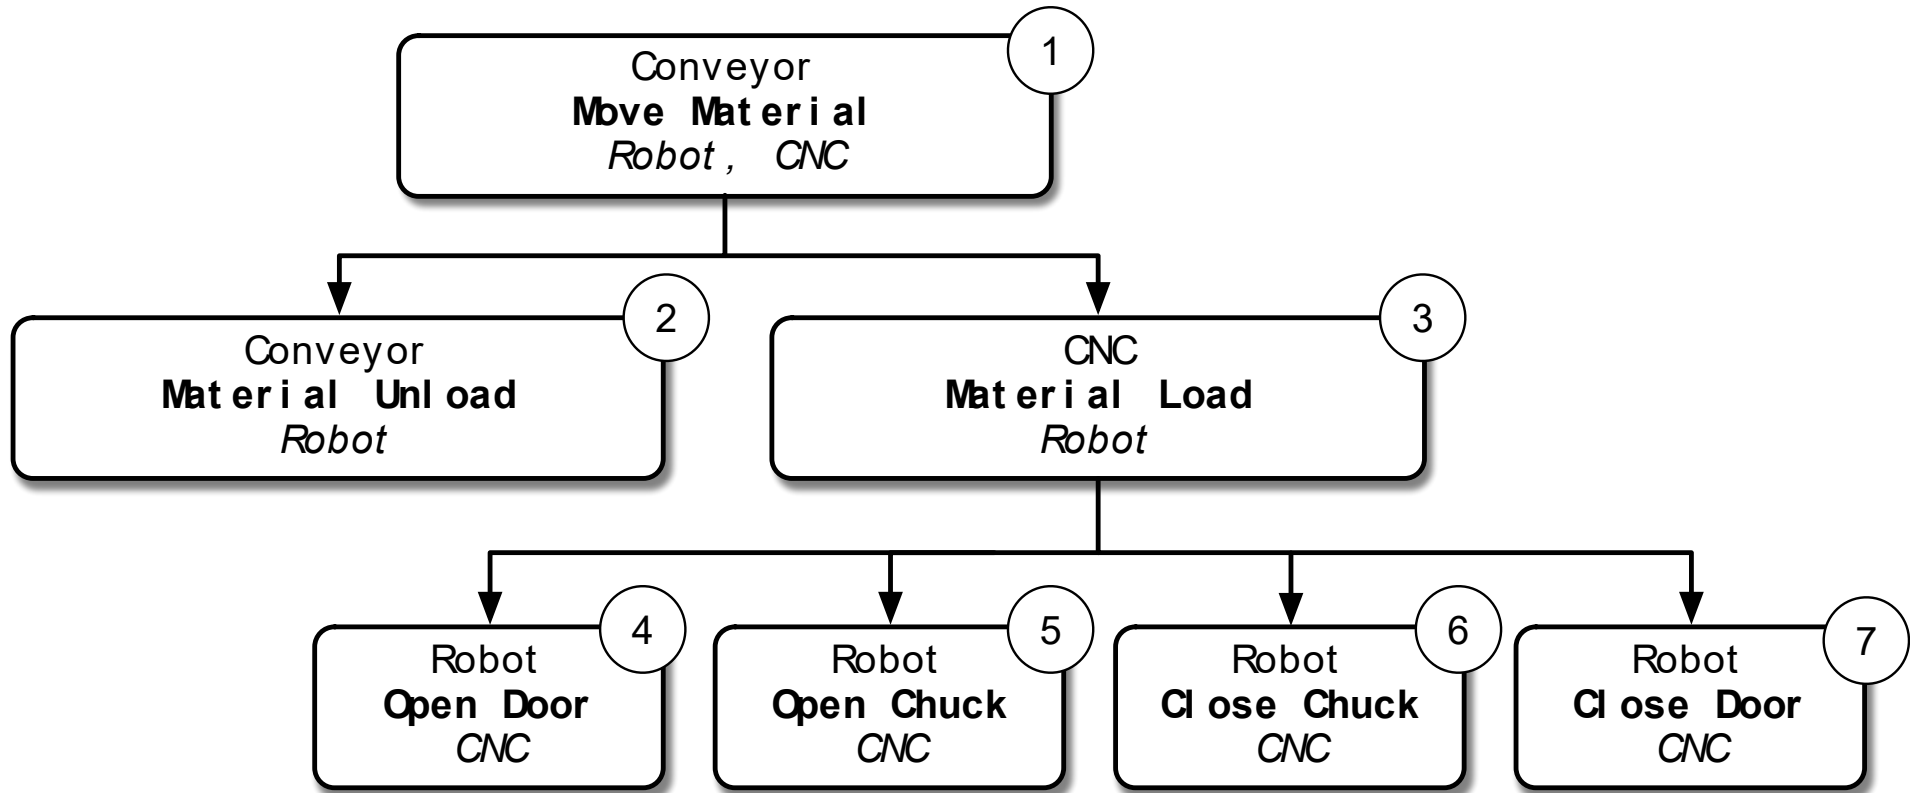 1
Conveyor
Move Material
Robot, CNC
2
Conveyor
Material Unload
Robot
3
CNC
Material Load
Robot
4
Robot
Open Door
CNC
5
Robot
Open Chuck
CNC
6
Robot
Close Chuck
CNC
7
Robot
Close Door
CNC